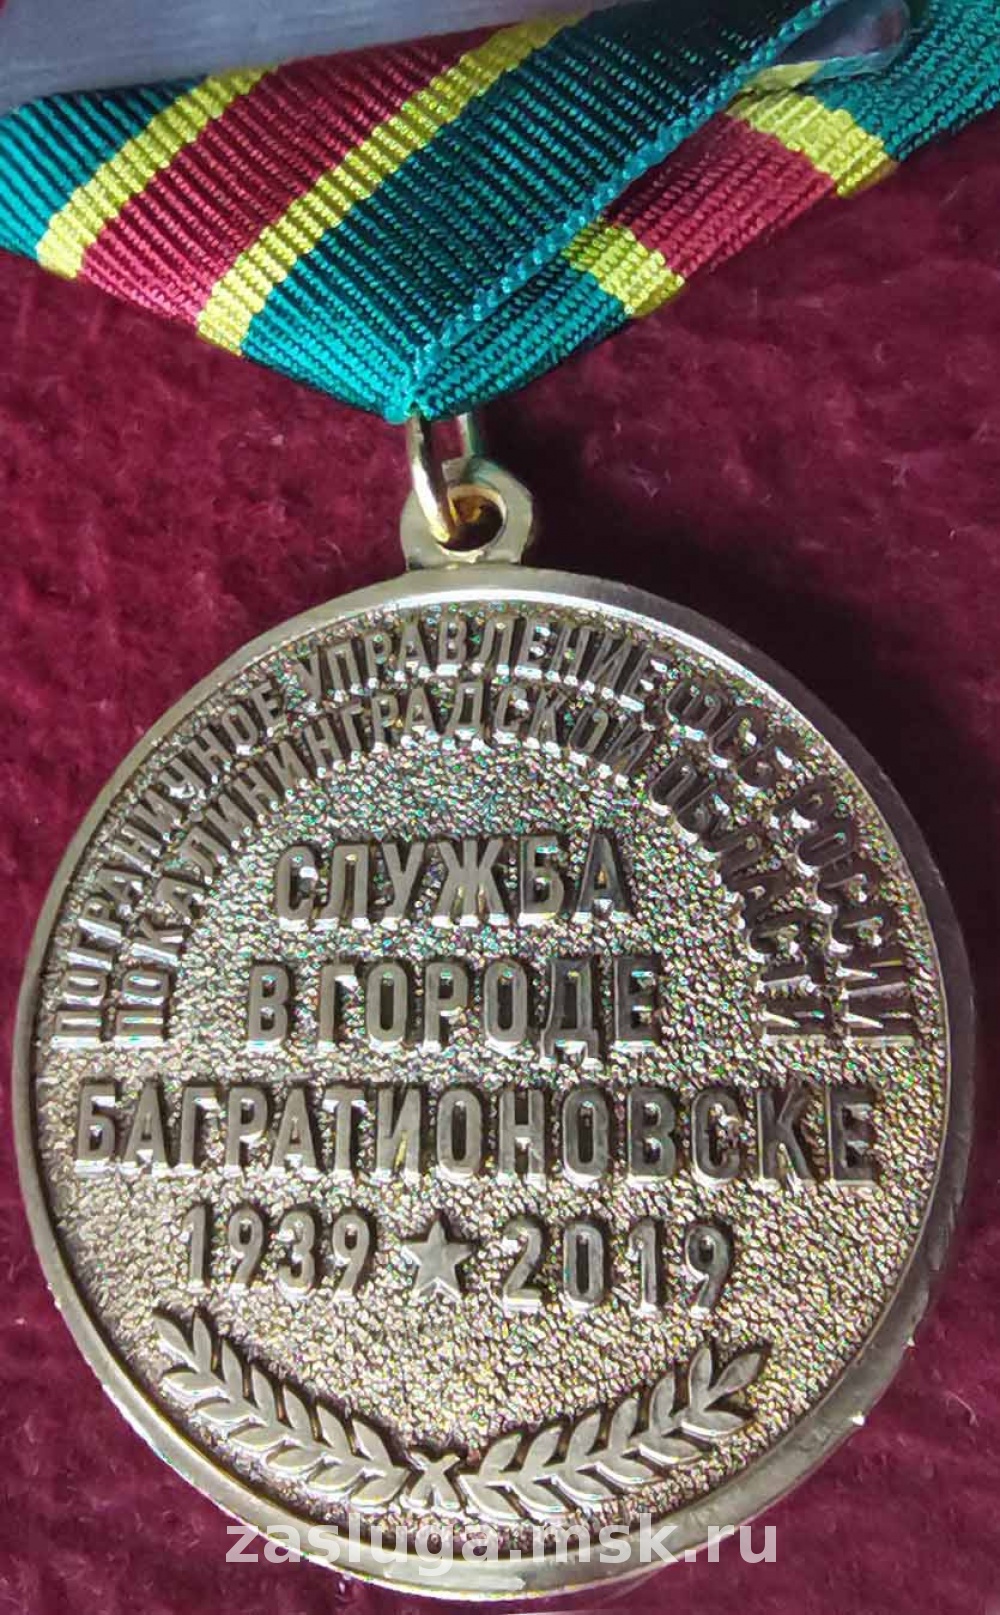 ПОГРАНИЧНОЕ УПРАВЛЕНИЕ ФСБ РОССИИ
ПО КАЛИНИНГРАДСКОЙ ОБЛАСТИ
СЛУЖБА
В ГОРОДЕ
БАГРАТИОНОВСКЕ
1939 ★ 2019
zasluga.msk.ru